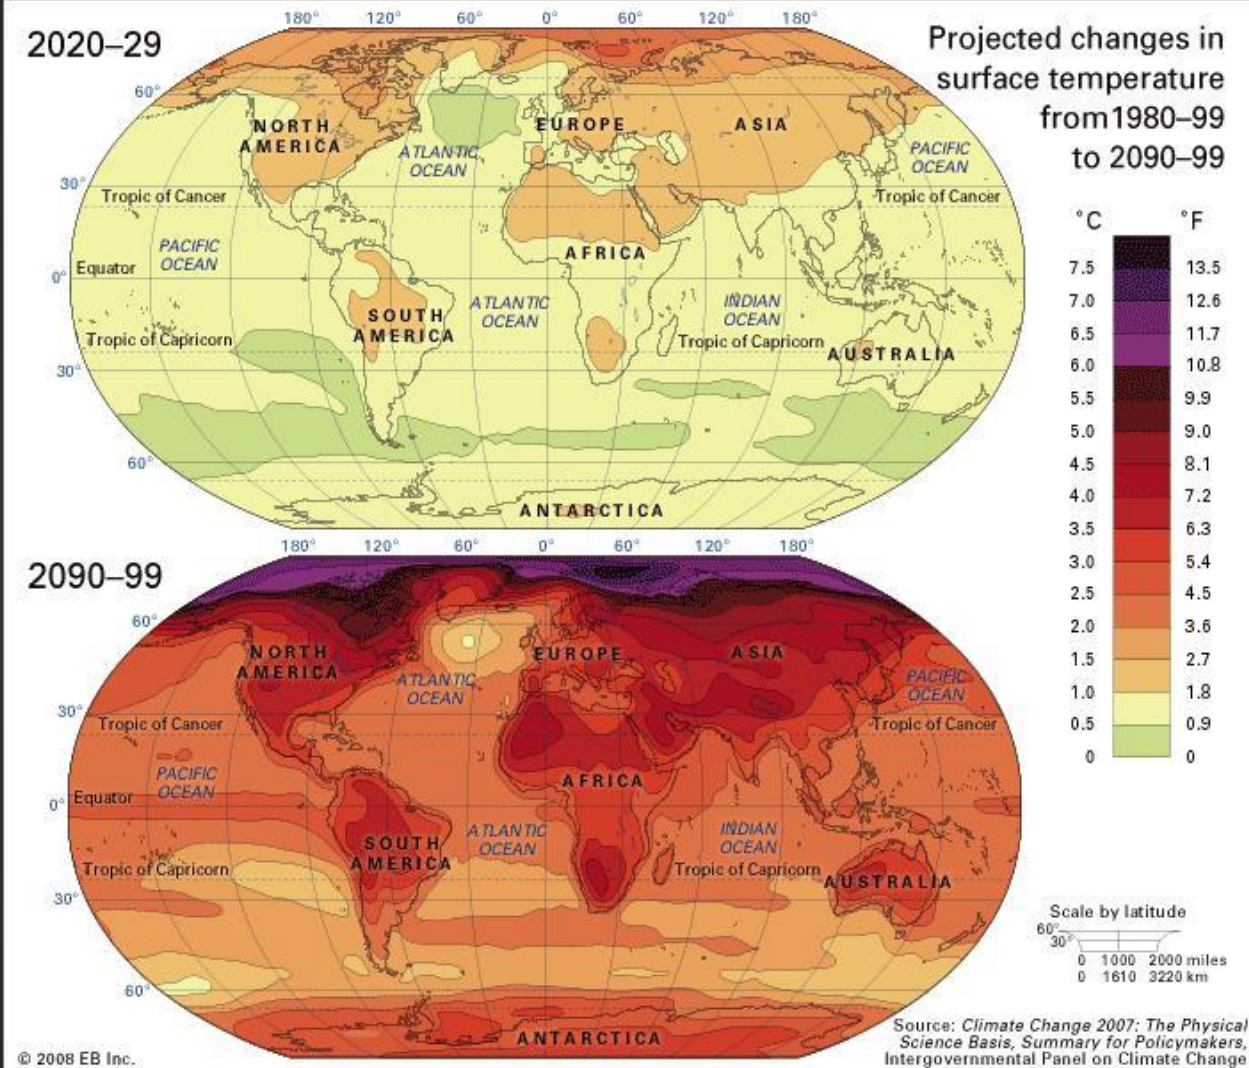 180° 120° 60° 0° 60° 120° 180°
2020–29
Projected changes in
surface temperature
from1980–99
to 2090–99
60°
NORTH
AMERICA
ATLANTIC
OCEAN
EUROPE
ASIA
PACIFIC
OCEAN
30°
Tropic of Cancer
Tropic of Cancer
PACIFIC
OCEAN
AFRICA
Equator
0°
SOUTH
AMERICA
ATLANTIC
OCEAN
INDIAN
OCEAN
Tropic of Capricorn
Tropic of Capricorn
AUSTRALIA
30°
60°
ANTARCTICA
°C °F
7.5 13.5
7.0 12.6
6.5 11.7
6.0 10.8
5.5 9.9
5.0 9.0
4.5 8.1
4.0 7.2
3.5 6.3
3.0 5.4
2.5 4.5
2.0 3.6
1.5 2.7
1.0 1.8
0.5 0.9
0 0
180° 120° 60° 0° 60° 120° 180°
2090–99
60°
NORTH
AMERICA
ATLANTIC
OCEAN
EUROPE
ASIA
PACIFIC
OCEAN
30°
Tropic of Cancer
Tropic of Cancer
PACIFIC
OCEAN
AFRICA
Equator
0°
SOUTH
AMERICA
ATLANTIC
OCEAN
INDIAN
OCEAN
Tropic of Capricorn
Tropic of Capricorn
AUSTRALIA
30°
60°
ANTARCTICA
Scale by latitude
60°
30°
0 1000 2000 miles
0 1610 3220 km
Source: Climate Change 2007: The Physical
Science Basis, Summary for Policymakers,
Intergovernmental Panel on Climate Change
© 2008 EB Inc.